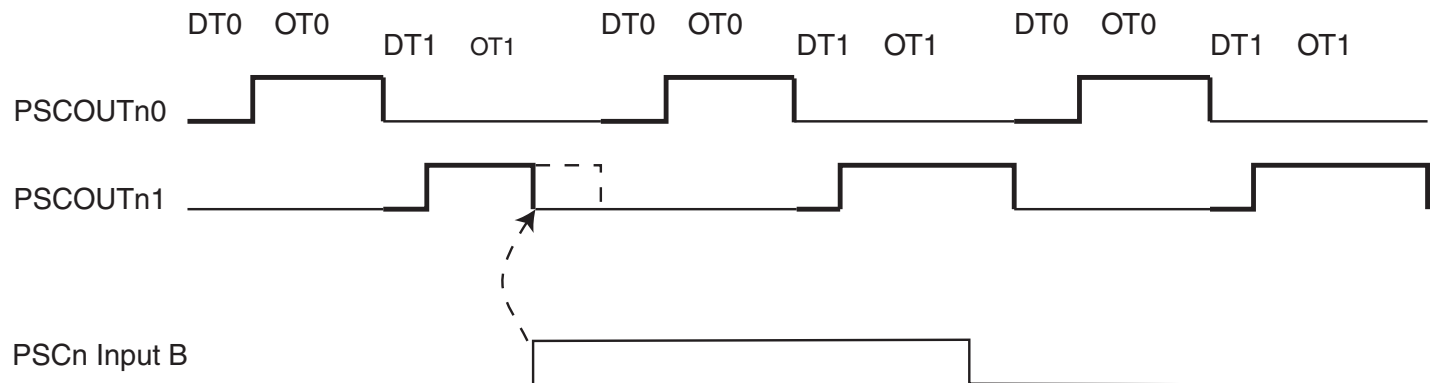 DT0 OT0 DT0 OT0 DT0 OT0
DT1 OT1 DT1 OT1 DT1 OT1
PSCOUTn0
PSCOUTn1
PSCn Input B